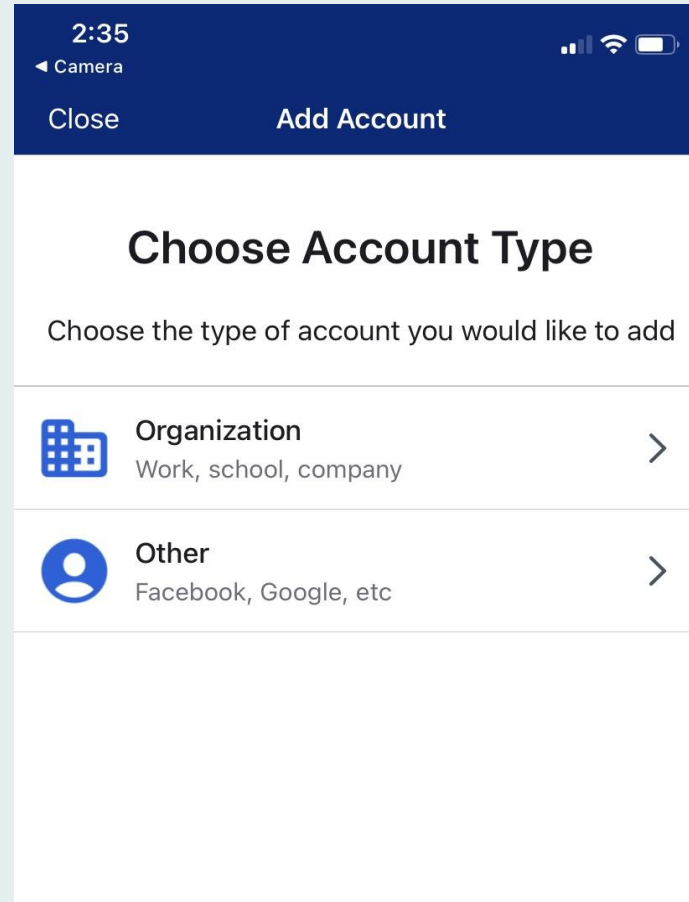 2:35
◀ Camera
Close
Add Account
Choose Account Type
Choose the type of account you would like to add
Organization
Work, school, company
Other
Facebook, Google, etc